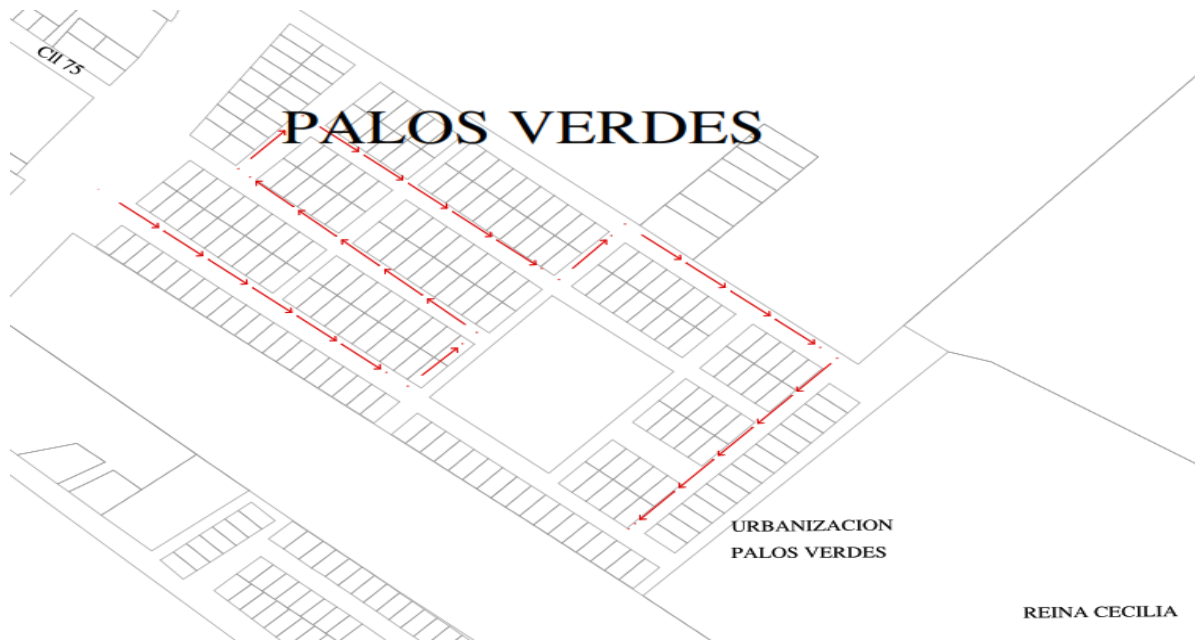 Cll 75
PALOS VERDES
URBANIZACION
PALOS VERDES
REINA CECILIA